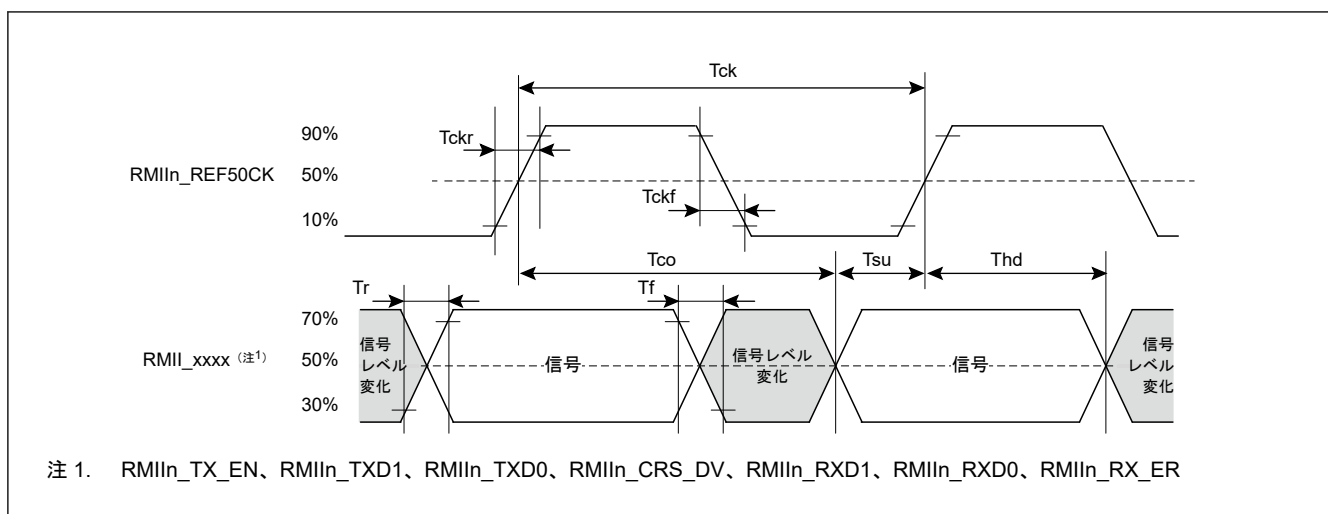 Tck
90%
Tckr
RMIIn_REF50CK 50%
Tckf
10%
Tco Tsu Thd
Tr Tf
70%
RMII_xxxx (注1) 50%
30%
信号
レベル
変化
信号
信号レベル
変化
信号
信号
レベル
変化
注 1. RMIIn_TX_EN、RMIIn_TXD1、RMIIn_TXD0、RMIIn_CRS_DV、RMIIn_RXD1、RMIIn_RXD0、RMIIn_RX_ER